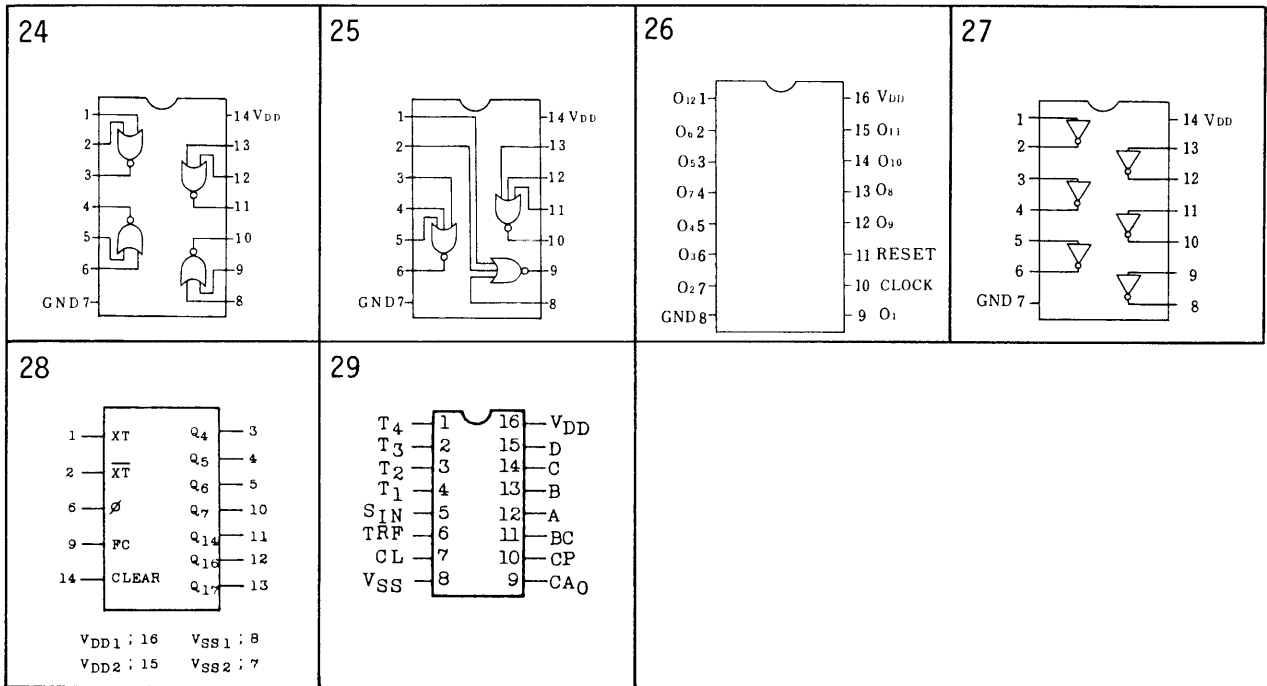 24
1
2
3
4
5
6
GND 7
14 VDD
13
12
11
10
9
8
25
1
2
3
4
5
6
GND 7
14 VDD
13
12
11
10
9
8
26
O12 1
O6 2
O5 3
O7 4
O4 5
O3 6
O2 7
GND 8
16 VDD
15 O11
14 O10
13 O8
12 O9
11 RESET
10 CLOCK
9 O1
27
1
2
3
4
5
6
GND 7
14 VDD
13
12
11
10
9
8
28
1 XT Q4 3
2 X̅T̅ Q5 4
Q6 5
6 ø Q7 10
9 FC Q14 11
Q16 12
14 CLEAR Q17 13
VDD1 ; 16 VSS1 ; 8
VDD2 ; 15 VSS2 ; 7
29
T4 1 16 VDD
T3 2 15 D
T2 3 14 C
T1 4 13 B
SIN 5 12 A
TRF 6 11 BC
CL 7 10 CP
VSS 8 9 CAO